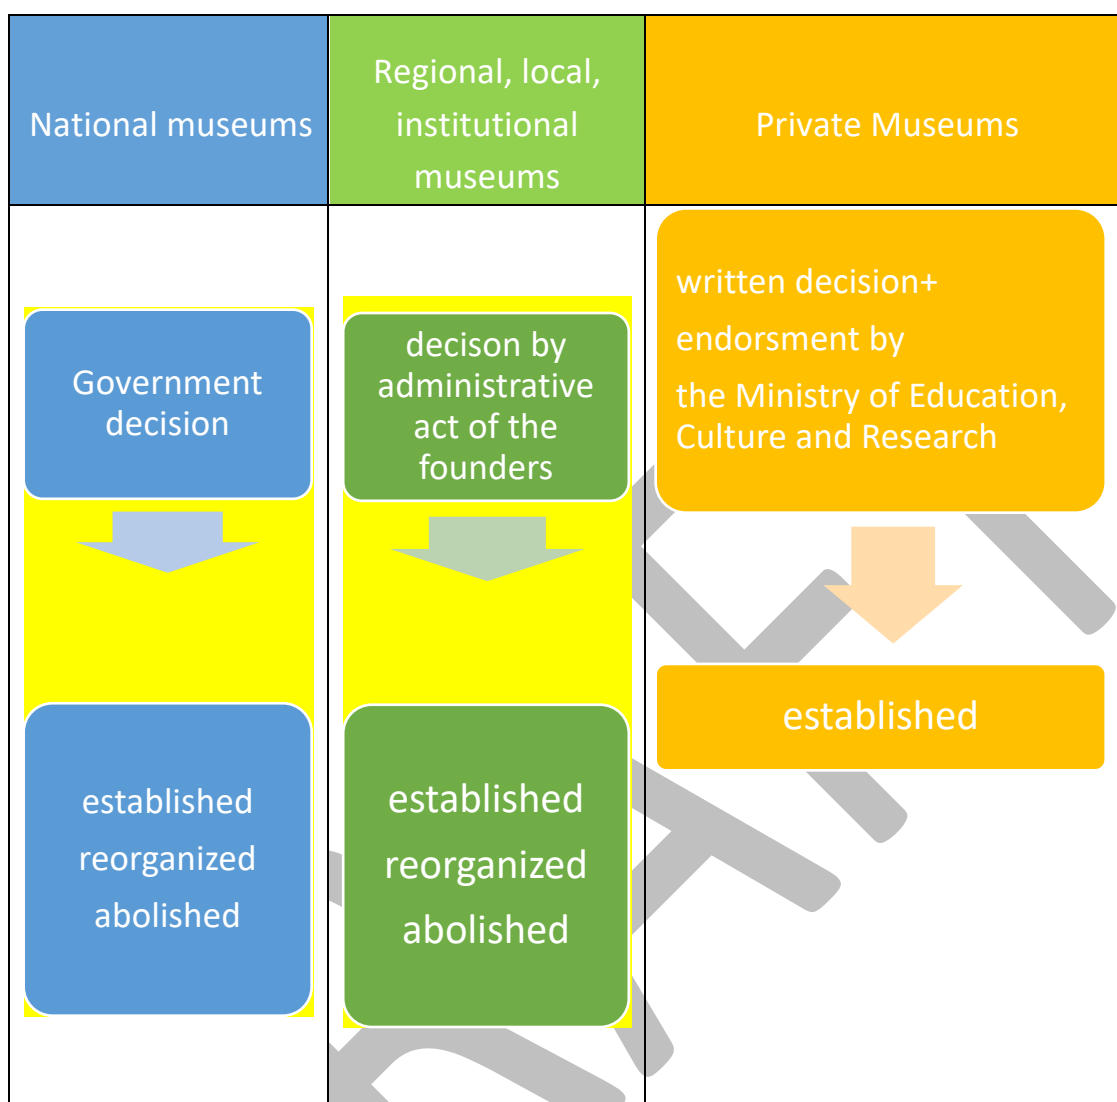 National museums
Regional, local,
institutional
museums
Private Museums
Government
decision
decison by
administrative
act of the
founders
written decision+
endorsment by
the Ministry of Education,
Culture and Research
established
reorganized
abolished
established
reorganized
abolished
established